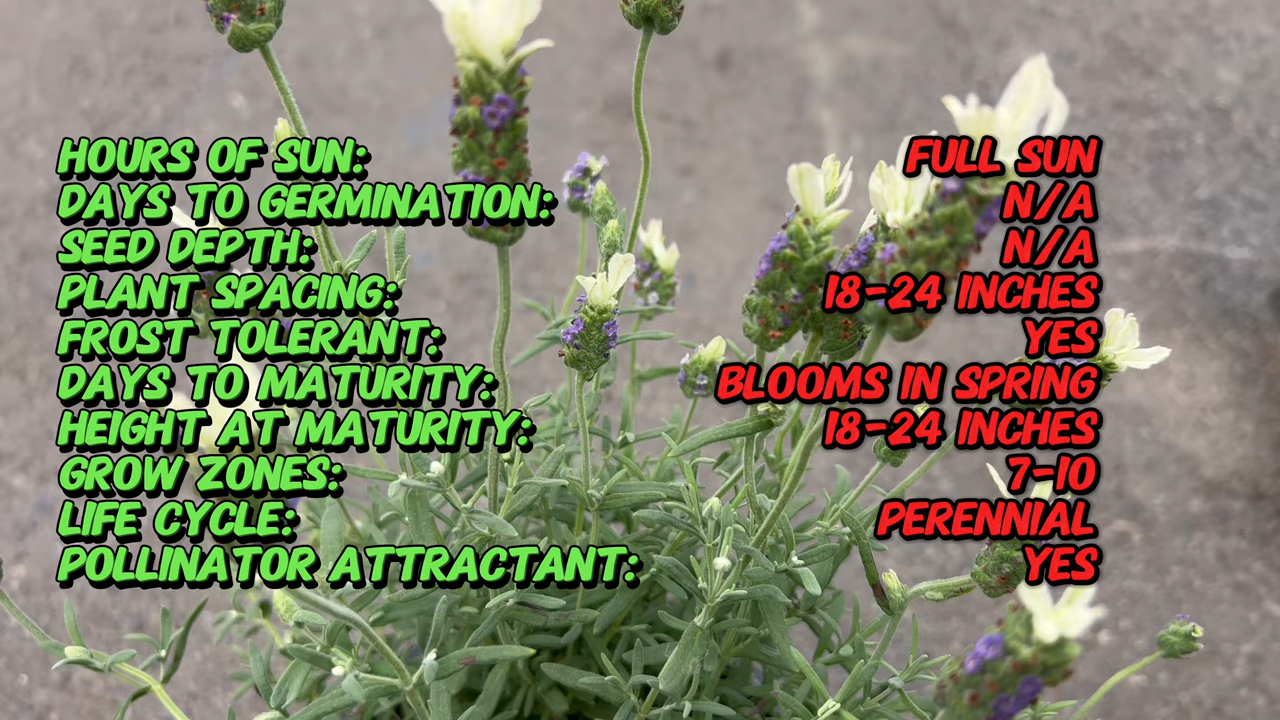 HOURS OF SUN: FULL SUN
DAYS TO GERMINATION: N/A
SEED DEPTH: N/A
PLANT SPACING: 18-24 INCHES
FROST TOLERANT: YES
DAYS TO MATURITY: BLOOMS IN SPRING
HEIGHT AT MATURITY: 18-24 INCHES
GROW ZONES: 7-10
LIFE CYCLE: PERENNIAL
POLLINATOR ATTRACTANT: YES